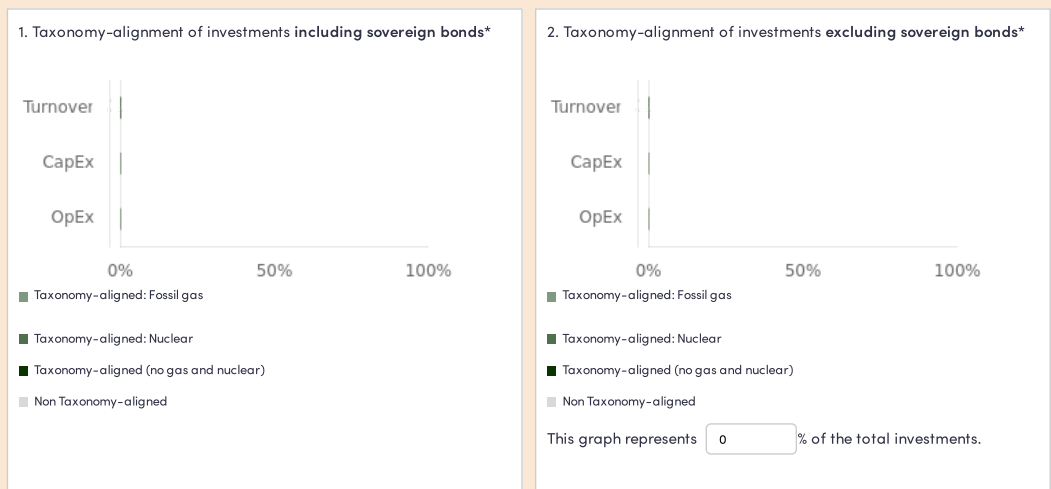 1. Taxonomy-alignment of investments including sovereign bonds*
Turnover
CapEx
OpEx
0% 50% 100%
Taxonomy-aligned: Fossil gas
Taxonomy-aligned: Nuclear
Taxonomy-aligned (no gas and nuclear)
Non Taxonomy-aligned
2. Taxonomy-alignment of investments excluding sovereign bonds*
Turnover
CapEx
OpEx
0% 50% 100%
Taxonomy-aligned: Fossil gas
Taxonomy-aligned: Nuclear
Taxonomy-aligned (no gas and nuclear)
Non Taxonomy-aligned
This graph represents 0 % of the total investments.